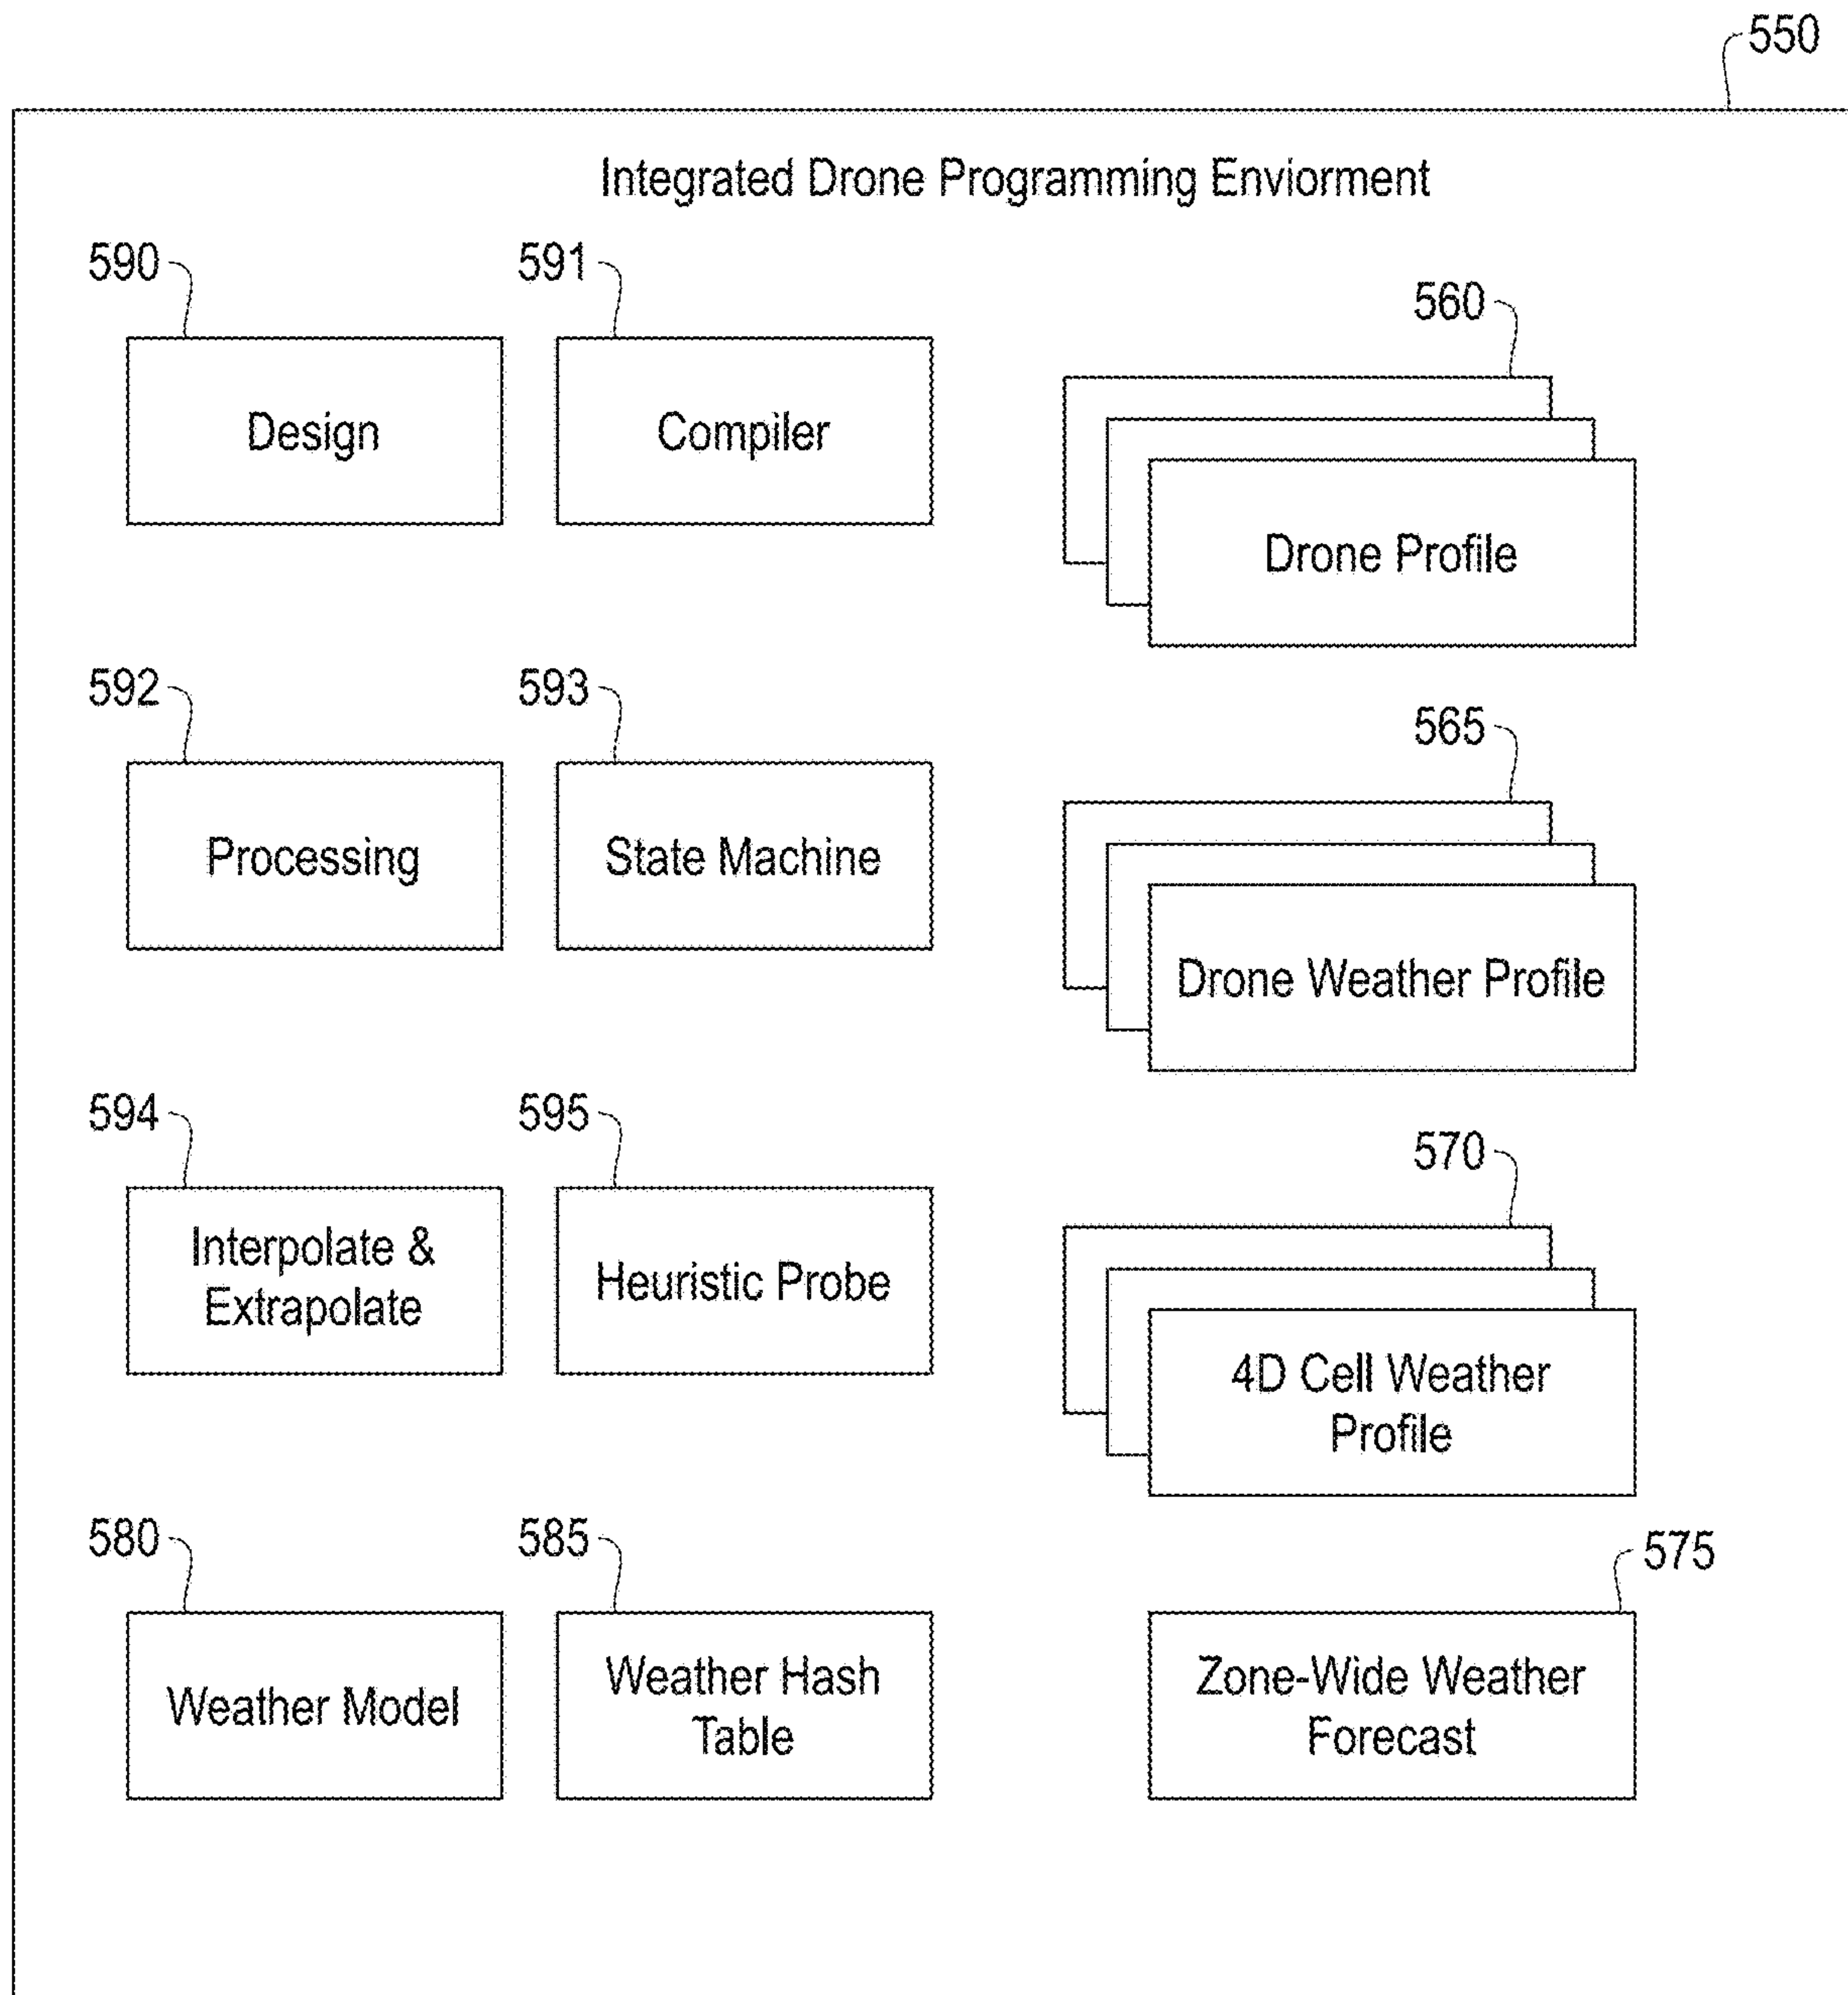 550
Integrated Drone Programming Enviorment
590
591
560
Design
Compiler
Drone Profile
592
593
565
Processing
State Machine
Drone Weather Profile
594
595
570
Interpolate &
Extrapolate
Heuristic Probe
4D Cell Weather
Profile
580
585
575
Weather Model
Weather Hash
Table
Zone-Wide Weather
Forecast